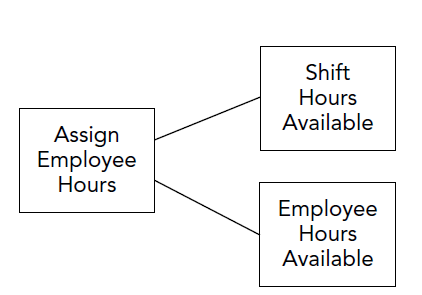 Assign
Employee
Hours
Shift
Hours
Available
Employee
Hours
Available